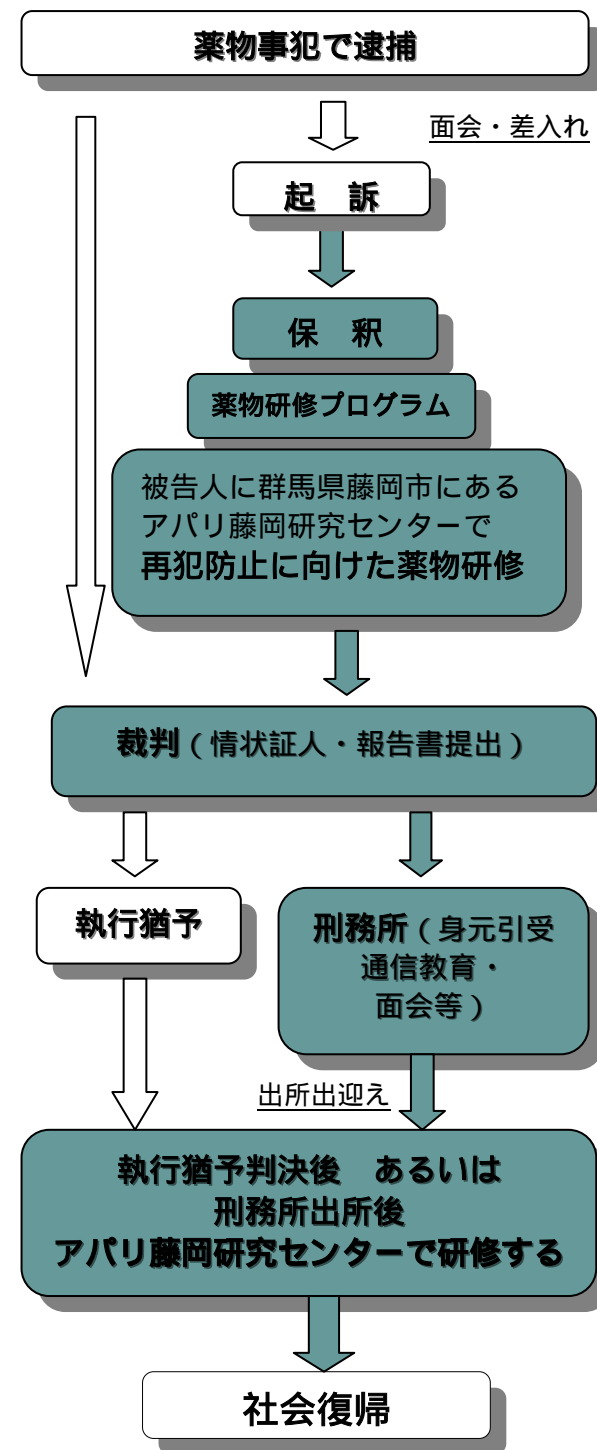 薬物事犯で逮捕
面会・差入れ
起　訴
保　釈
薬物研修プログラム
被告人に群馬県藤岡市にある
アパリ藤岡研究センターで
再犯防止に向けた薬物研修
裁判（情状証人・報告書提出）
執行猶予
刑務所（身元引受
通信教育・
面会等）
出所出迎え
執行猶予判決後　あるいは
刑務所出所後
アパリ藤岡研究センターで研修する
社会復帰